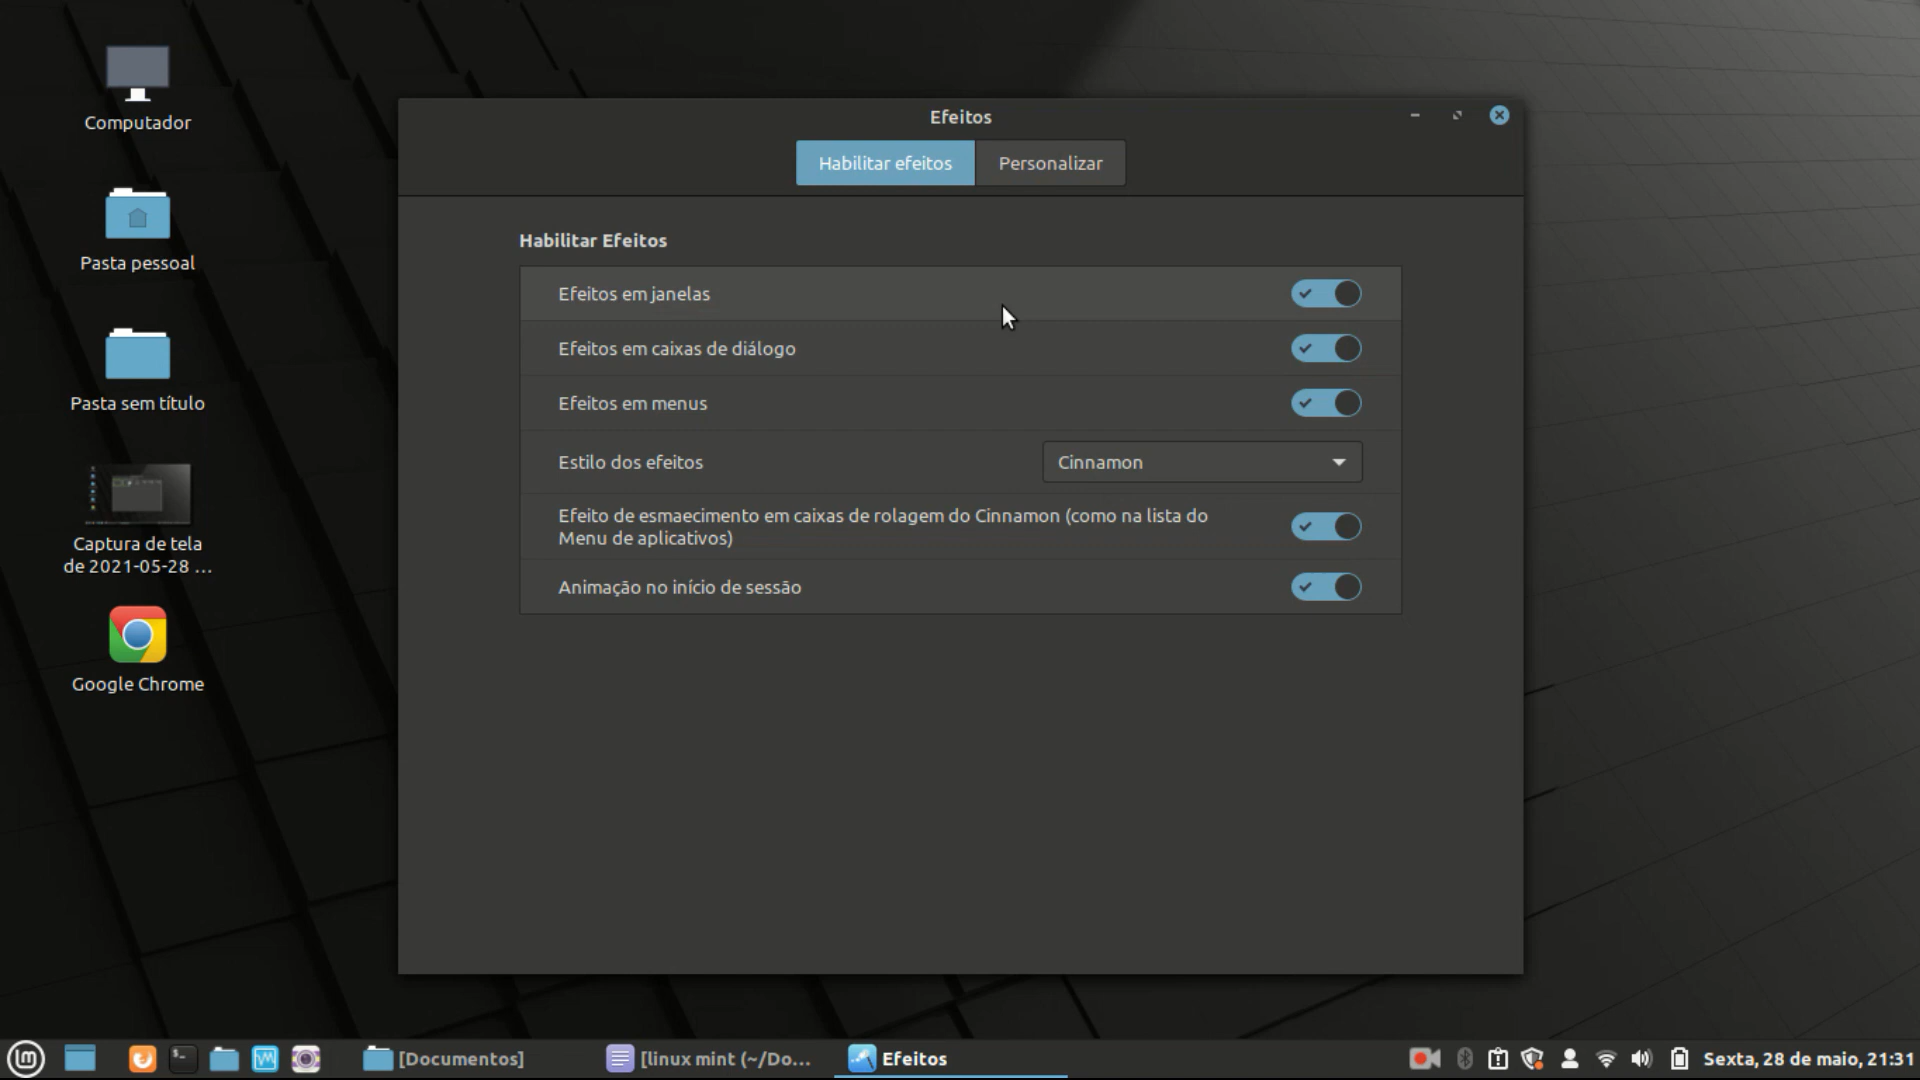 Computador
Pasta pessoal
Pasta sem título
Captura de tela
de 2021-05-28 ...
Google Chrome
Efeitos
Habilitar efeitos
Personalizar
Habilitar Efeitos
Efeitos em janelas
Efeitos em caixas de diálogo
Efeitos em menus
Estilo dos efeitos
Cinnamon
Efeito de esmaecimento em caixas de rolagem do Cinnamon (como na lista do
Menu de aplicativos)
Animação no início de sessão
[Documentos]
[linux mint (~/Do...
Efeitos
Sexta, 28 de maio, 21:31